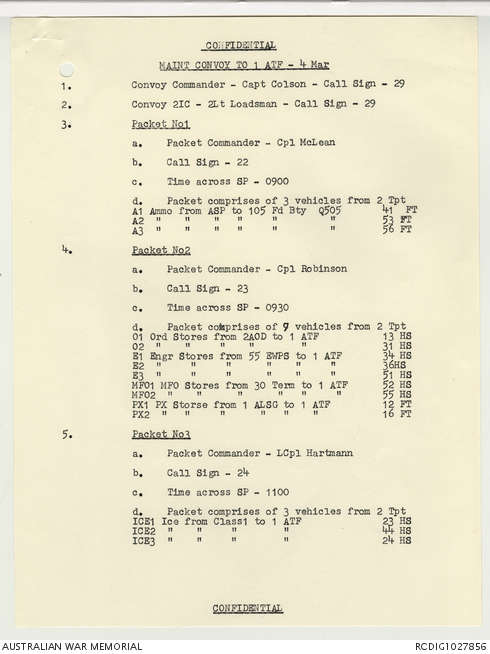 CONFIDENTIAL
MAINT CONVOY TO 1 ATF - 4 Mar
1. Convoy Commander - Capt Colson - Call Sign - 29
2. Convoy 2IC - 2Lt Loadsman - Call Sign - 29
3. Packet No1
a. Packet Commander - Cpl McLean
b. Call Sign - 22
c. Time across SP - 0900
d. Packet comprises of 3 vehicles from 2 Tpt
A1 Ammo from ASP to 105 Fd Bty Q505 41 FT
A2 " " " " " " 53 FT
A3 " " " " " " 56 FT
4. Packet No2
a. Packet Commander - Cpl Robinson
b. Call Sign - 23
c. Time across SP - 0930
d. Packet comprises of 9 vehicles from 2 Tpt
O1 Ord Stores from 2AOD to 1 ATF 13 HS
O2 " " " " " 31 HS
E1 Engr Stores from 55 EWPS to 1 ATF 34 HS
E2 " " " " " " 36HS
E3 " " " " " " 51 HS
MFO1 MFO Stores from 30 Term to 1 ATF 52 HS
MFO2 " " " " " " " 55 HS
PX1 PX Storse from 1 ALSG to 1 ATF 12 FT
PX2 " " " " " " 16 FT
5. Packet No3
a. Packet Commander - LCpl Hartmann
b. Call Sign - 24
c. Time across SP - 1100
d. Packet comprises of 3 vehicles from 2 Tpt
ICE1 Ice from Class1 to 1 ATF 23 HS
ICE2 " " " " 44 HS
ICE3 " " " " 24 HS
CONFIDENTIAL
AUSTRALIAN WAR MEMORIAL RCDIG1027856